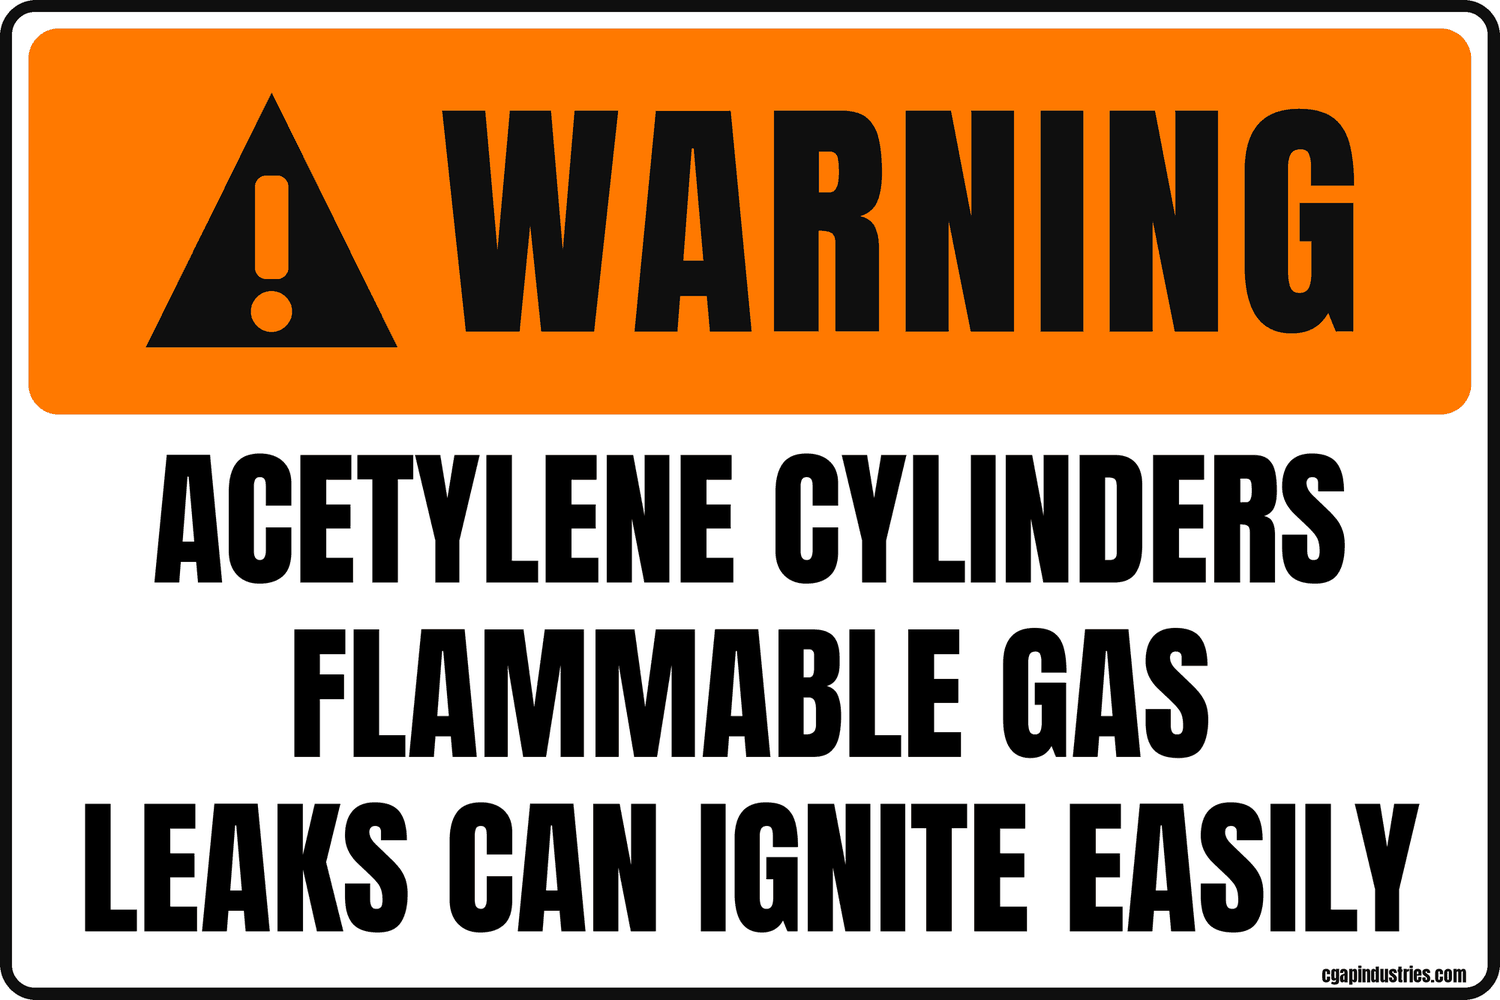 WARNING
ACETYLENE CYLINDERS
FLAMMABLE GAS
LEAKS CAN IGNITE EASILY
cgapindustries.com